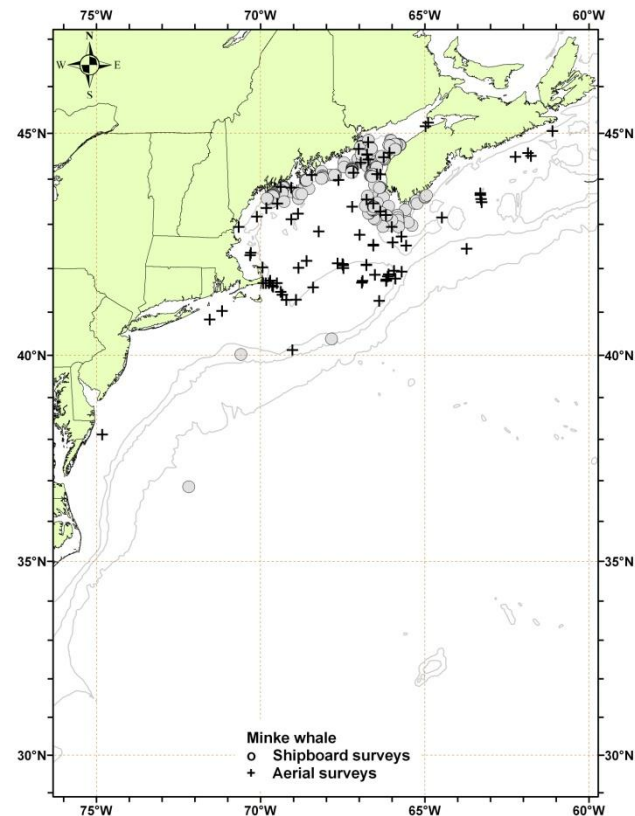 75°W 70°W 65°W 60°W
N
W E
S
45°N 45°N
40°N 40°N
35°N 35°N
30°N 30°N
Minke whale
Shipboard surveys
+ Aerial surveys
75°W 70°W 65°W 60°W